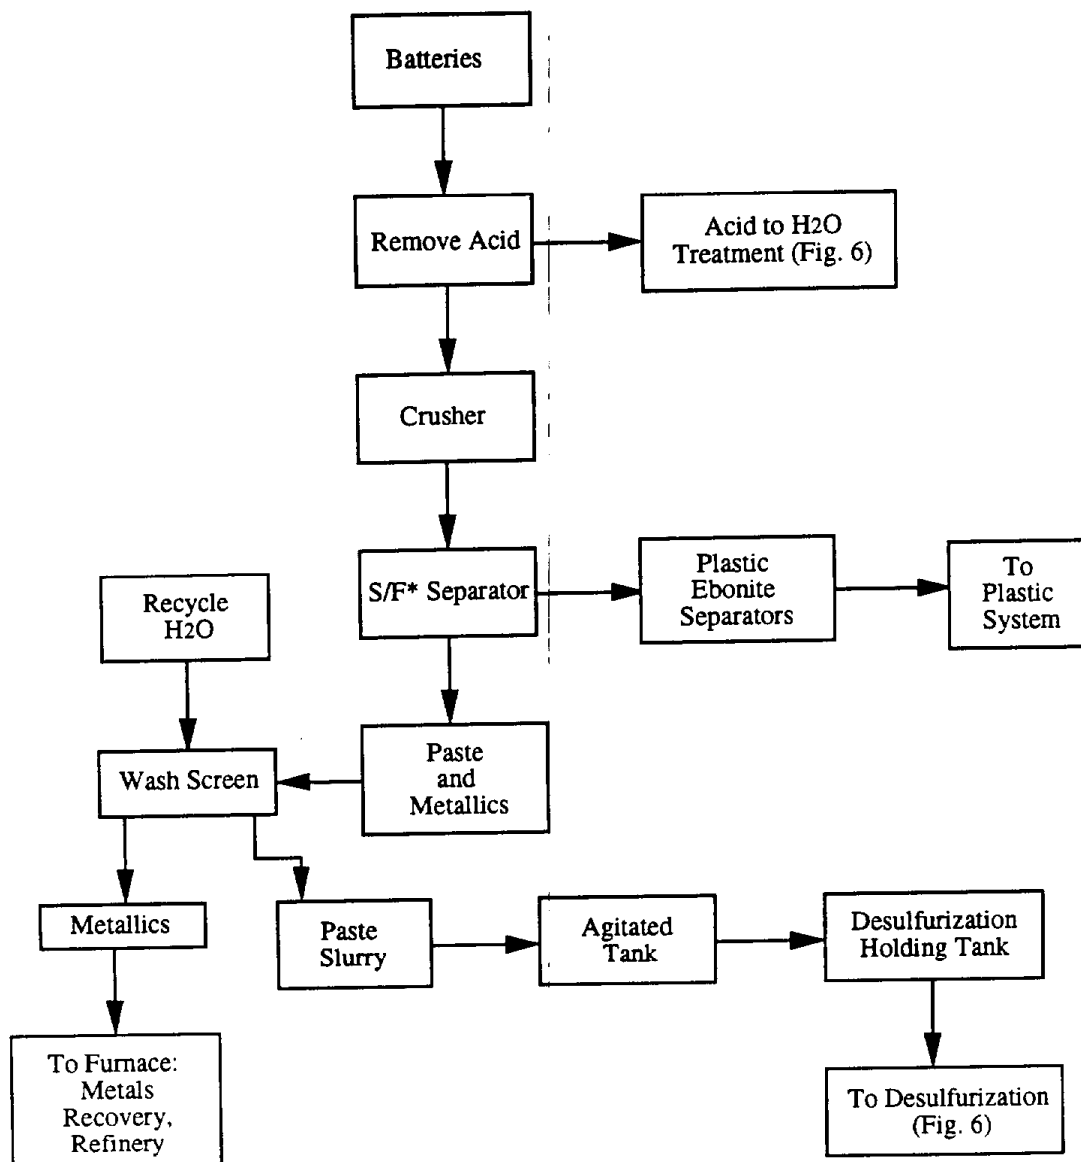 Batteries
Remove Acid
Acid to H2O
Treatment (Fig. 6)
Crusher
S/F* Separator
Plastic
Ebonite
Separators
To
Plastic
System
Recycle
H2O
Wash Screen
Paste
and
Metallics
Metallics
Paste
Slurry
Agitated
Tank
Desulfurization
Holding Tank
To Furnace:
Metals
Recovery,
Refinery
To Desulfurization
(Fig. 6)